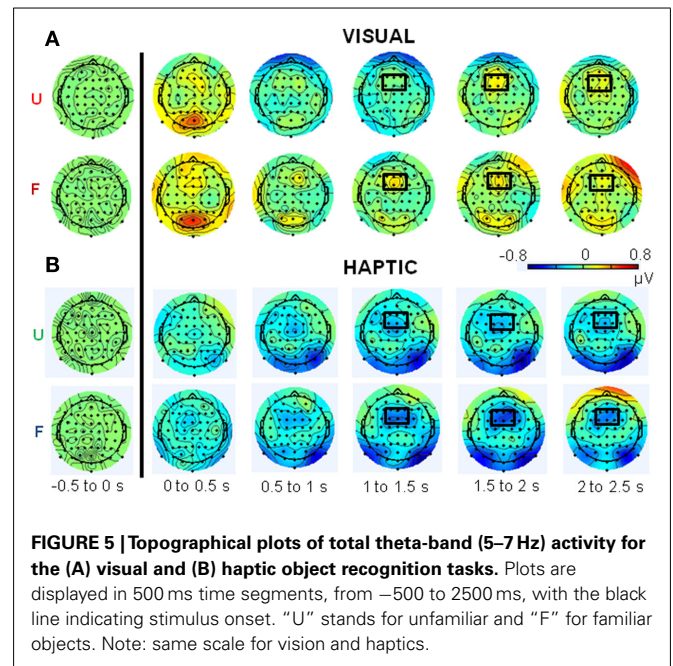 A
VISUAL
U
F
-0.8 0 0.8
μV
B
HAPTIC
U
F
-0.5 to 0 s 0 to 0.5 s 0.5 to 1 s 1 to 1.5 s 1.5 to 2 s 2 to 2.5 s
FIGURE 5 | Topographical plots of total theta-band (5–7 Hz) activity for
the (A) visual and (B) haptic object recognition tasks. Plots are
displayed in 500 ms time segments, from −500 to 2500 ms, with the black
line indicating stimulus onset. “U” stands for unfamiliar and “F” for familiar
objects. Note: same scale for vision and haptics.